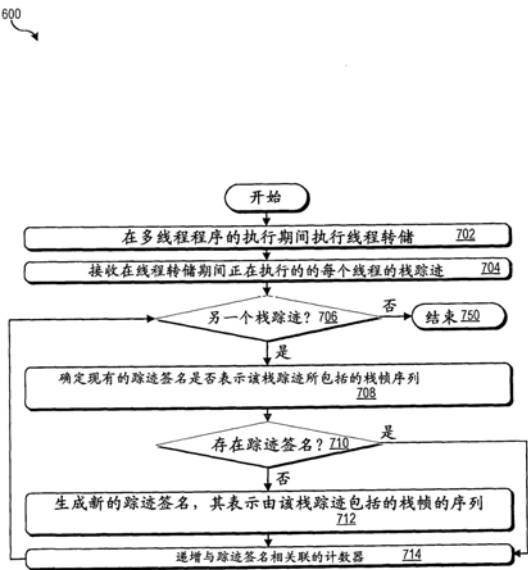 600
开始
在多线程程序的执行期间执行线程转储 702
接收在线程转储期间正在执行的的每个线程的栈踪迹 704
另一个栈踪迹?706
否
结束 750
是
确定现有的踪迹签名是否表示该栈踪迹所包括的栈帧序列
708
存在踪迹签名?710
是
否
生成新的踪迹签名，其表示由该栈踪迹包括的栈帧的序列
712
递增与踪迹签名相关联的计数器 714